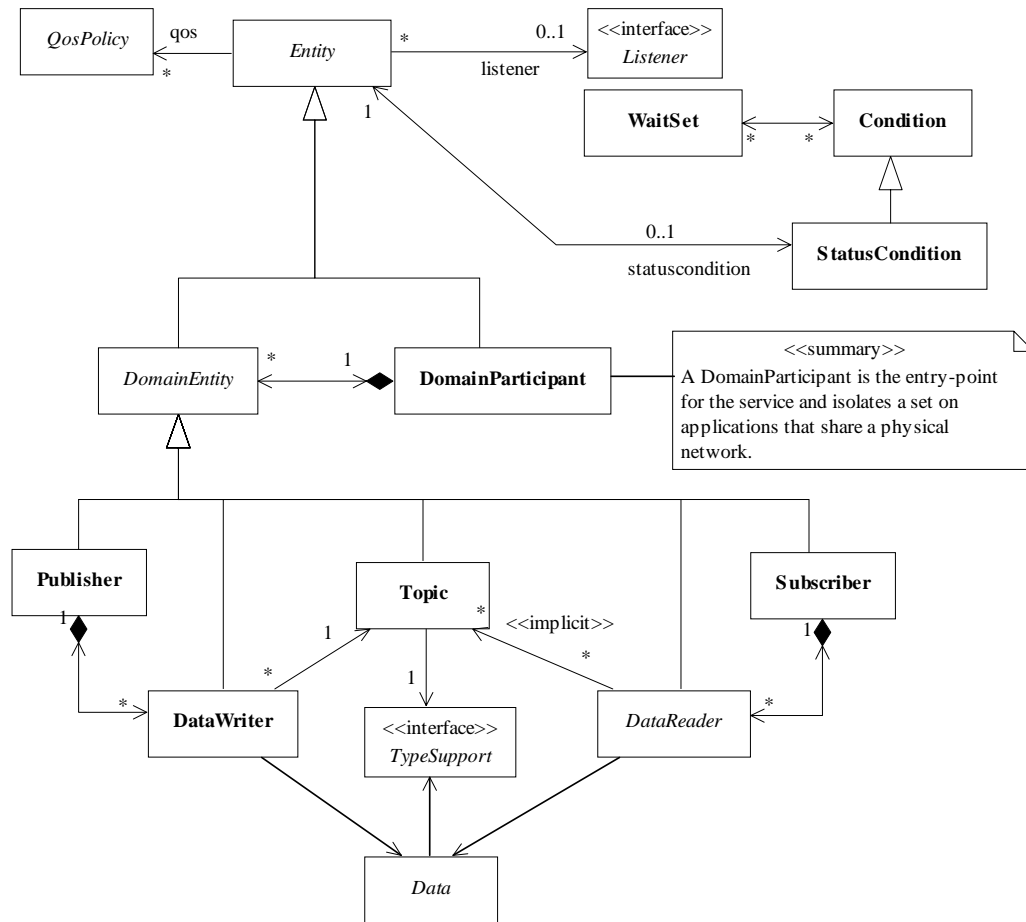 QosPolicy
qos
*
Entity
*
0..1
listener
<<interface>>
Listener
1
WaitSet
*
*
Condition
0..1
statuscondition
StatusCondition
DomainEntity
*
1
DomainParticipant
<<summary>>
A DomainParticipant is the entry-point
for the service and isolates a set on
applications that share a physical
network.
Publisher
1
Topic
Subscriber
1
*
1
*
<<implicit>>
*
*
DataWriter
1
<<interface>>
TypeSupport
DataReader
*
Data